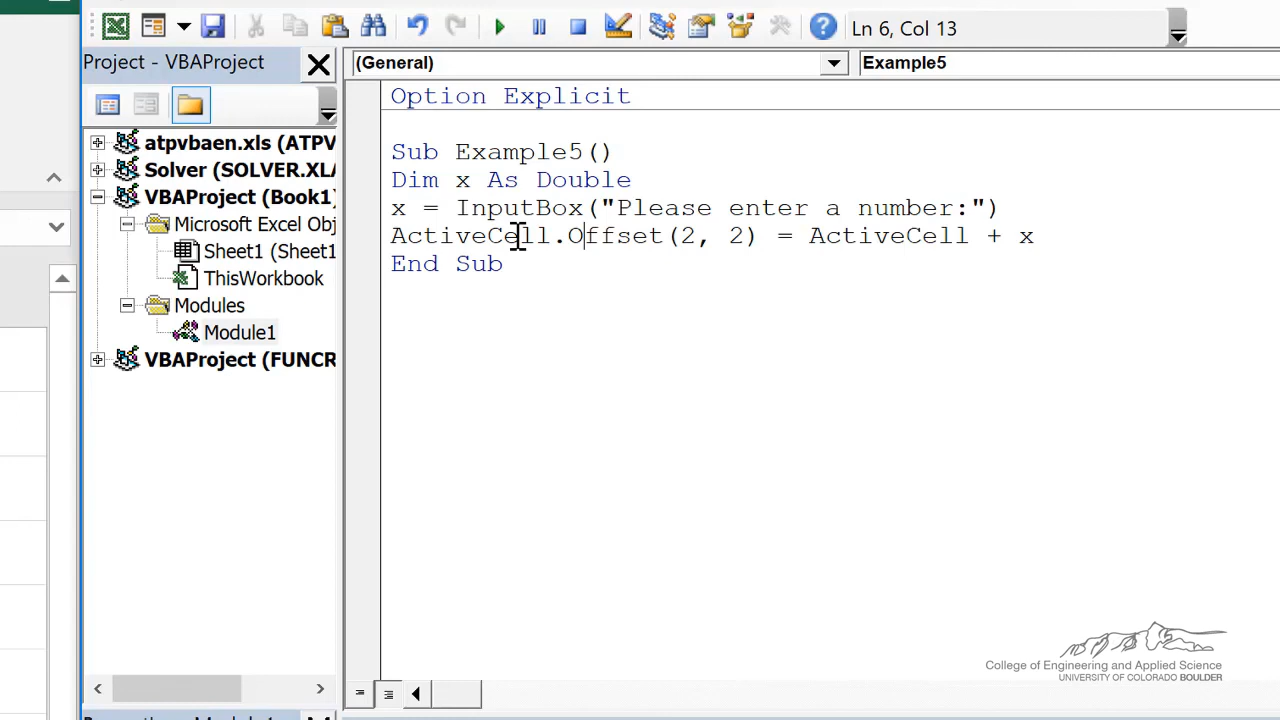 Ln 6, Col 13
Project - VBAProject
(General)
Example5
atpvbaen.xls (ATPV
Solver (SOLVER.XLA
VBAProject (Book1)
Microsoft Excel Obj
Sheet1 (Sheet1
ThisWorkbook
Modules
Module1
VBAProject (FUNCR
Option Explicit
Sub Example5()
Dim x As Double
x = InputBox("Please enter a number:")
ActiveCell.Offset(2, 2) = ActiveCell + x
End Sub
College of Engineering and Applied Science
UNIVERSITY OF COLORADO BOULDER